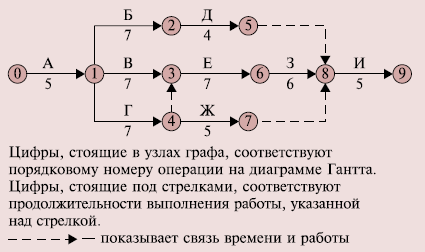 Б Д
7 2 4 5
А В Е З И
0 5 1 7 3 7 6 6 8 5 9
Г Ж
7 4 5 7
Цифры, стоящие в узлах графа, соответствуют
порядковому номеру операции на диаграмме Гантта.
Цифры, стоящие под стрелками, соответствуют
продолжительности выполнения работы, указанной
над стрелкой.
— показывает связь времени и работы